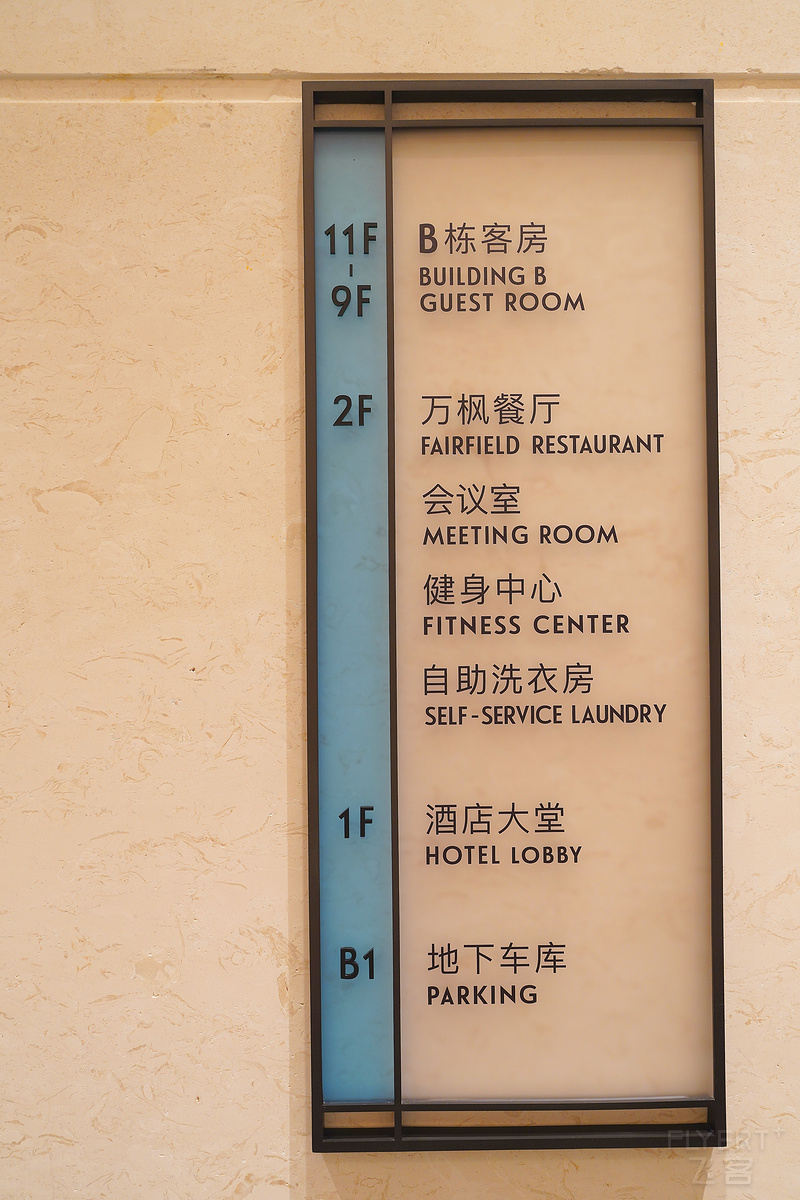 11F
-
9F
B栋客房
BUILDING B
GUEST ROOM
2F
万枫餐厅
FAIRFIELD RESTAURANT
会议室
MEETING ROOM
健身中心
FITNESS CENTER
自助洗衣房
SELF-SERVICE LAUNDRY
1F
酒店大堂
HOTEL LOBBY
B1
地下车库
PARKING
FLYERT+
飞客